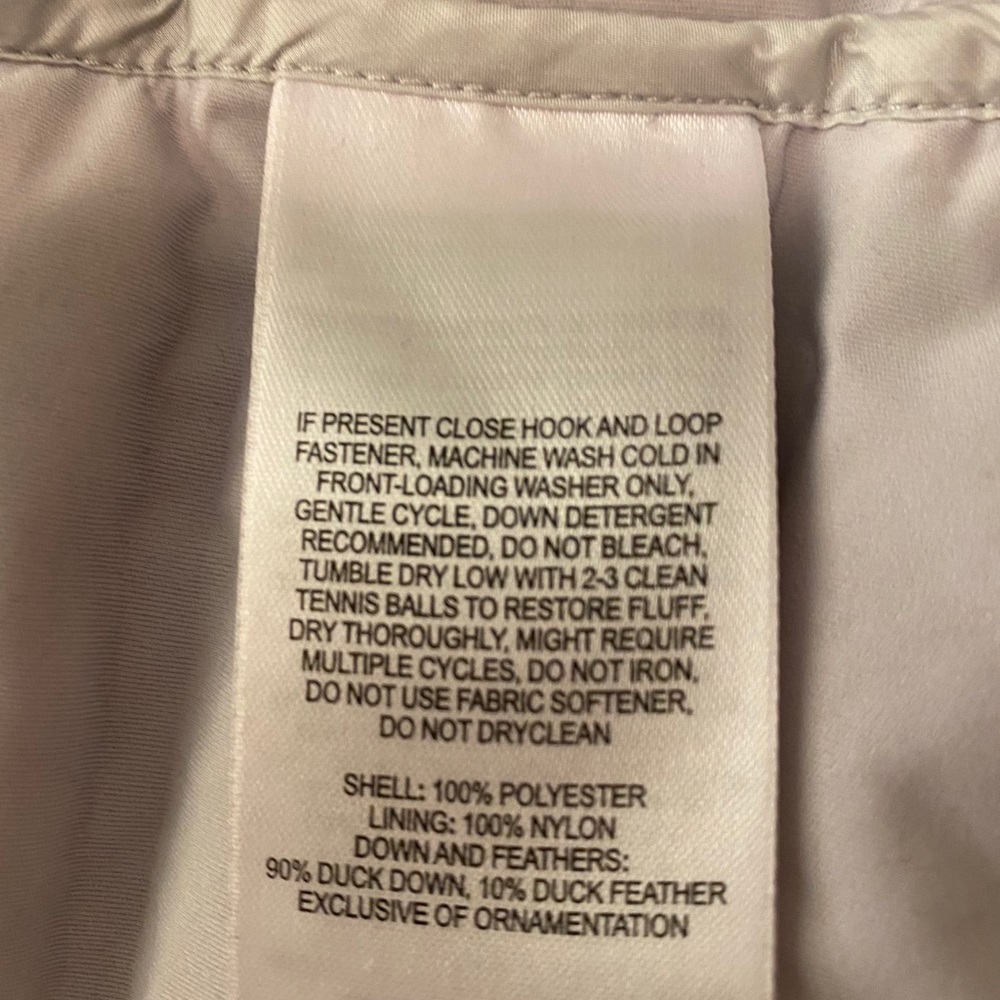 IF PRESENT CLOSE HOOK AND LOOP
FASTENER, MACHINE WASH COLD IN
FRONT-LOADING WASHER ONLY,
GENTLE CYCLE, DOWN DETERGENT
RECOMMENDED, DO NOT BLEACH,
TUMBLE DRY LOW WITH 2-3 CLEAN
TENNIS BALLS TO RESTORE FLUFF,
DRY THOROUGHLY, MIGHT REQUIRE
MULTIPLE CYCLES, DO NOT IRON,
DO NOT USE FABRIC SOFTENER,
DO NOT DRYCLEAN
SHELL: 100% POLYESTER
LINING: 100% NYLON
DOWN AND FEATHERS:
90% DUCK DOWN, 10% DUCK FEATHER
EXCLUSIVE OF ORNAMENTATION